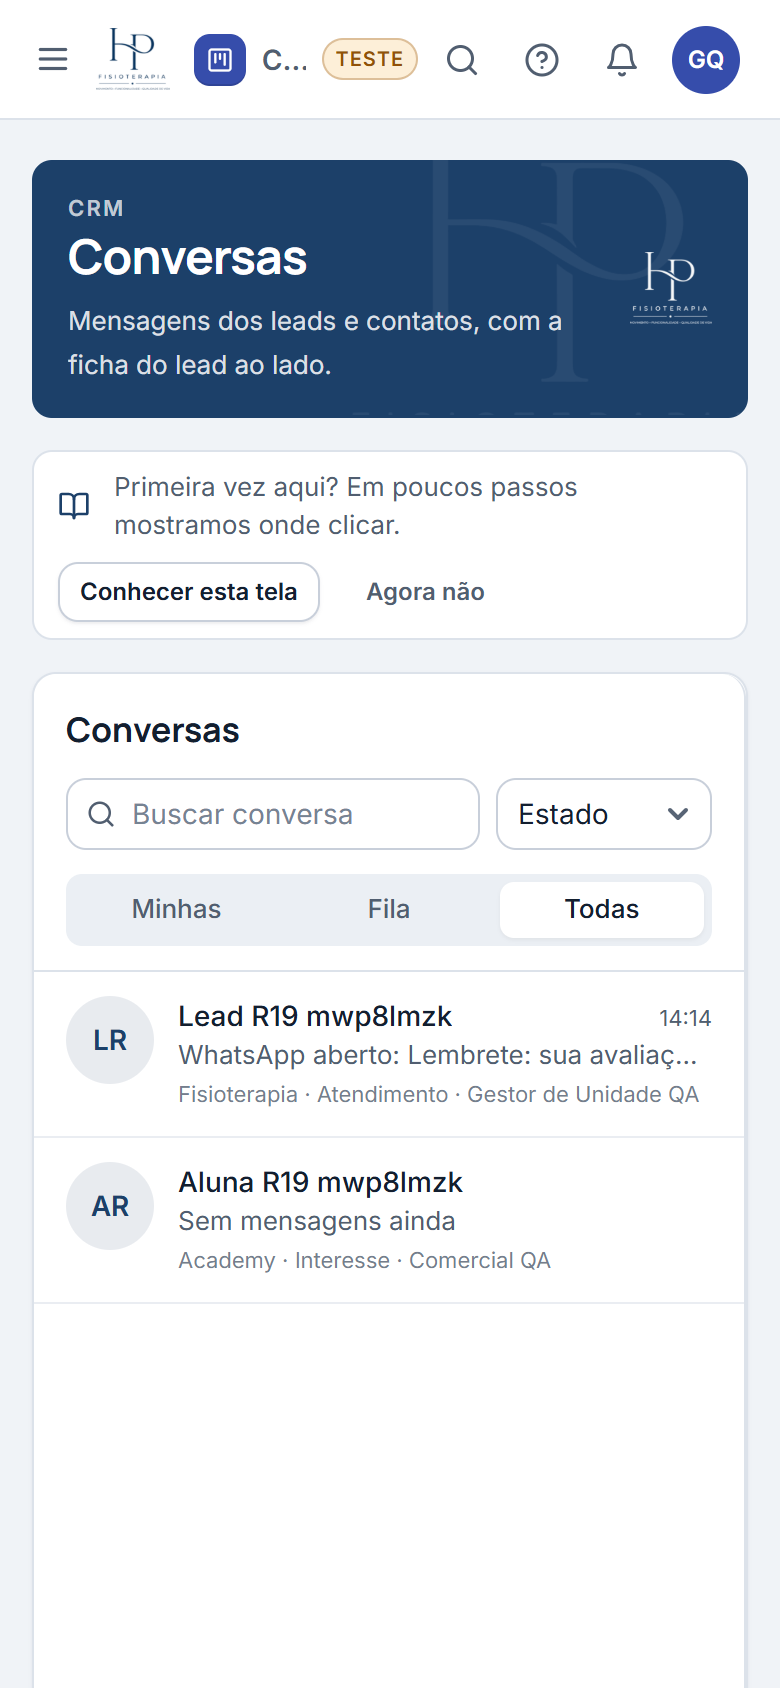 HP
FISIOTERAPIA
C...
TESTE
GQ
CRM
Conversas
Mensagens dos leads e contatos, com a
ficha do lead ao lado.
HP
FISIOTERAPIA
Primeira vez aqui? Em poucos passos
mostramos onde clicar.
Conhecer esta tela
Agora não
Conversas
Buscar conversa
Estado
Minhas
Fila
Todas
LR
Lead R19 mwp8lmzk
14:14
WhatsApp aberto: Lembrete: sua avaliaç...
Fisioterapia · Atendimento · Gestor de Unidade QA
AR
Aluna R19 mwp8lmzk
Sem mensagens ainda
Academy · Interesse · Comercial QA